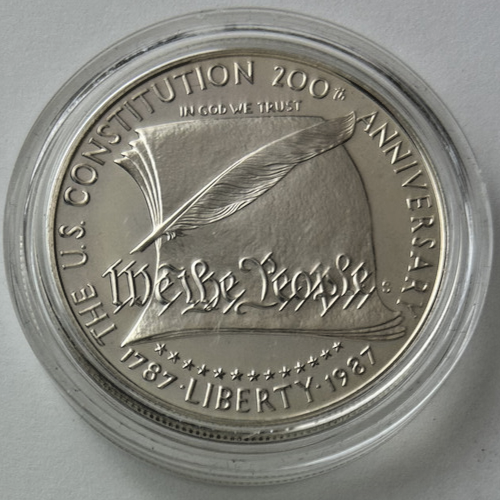 THE U.S. CONSTITUTION 200th ANNIVERSARY
IN GOD WE TRUST
We the People
S
1787 · LIBERTY · 1987